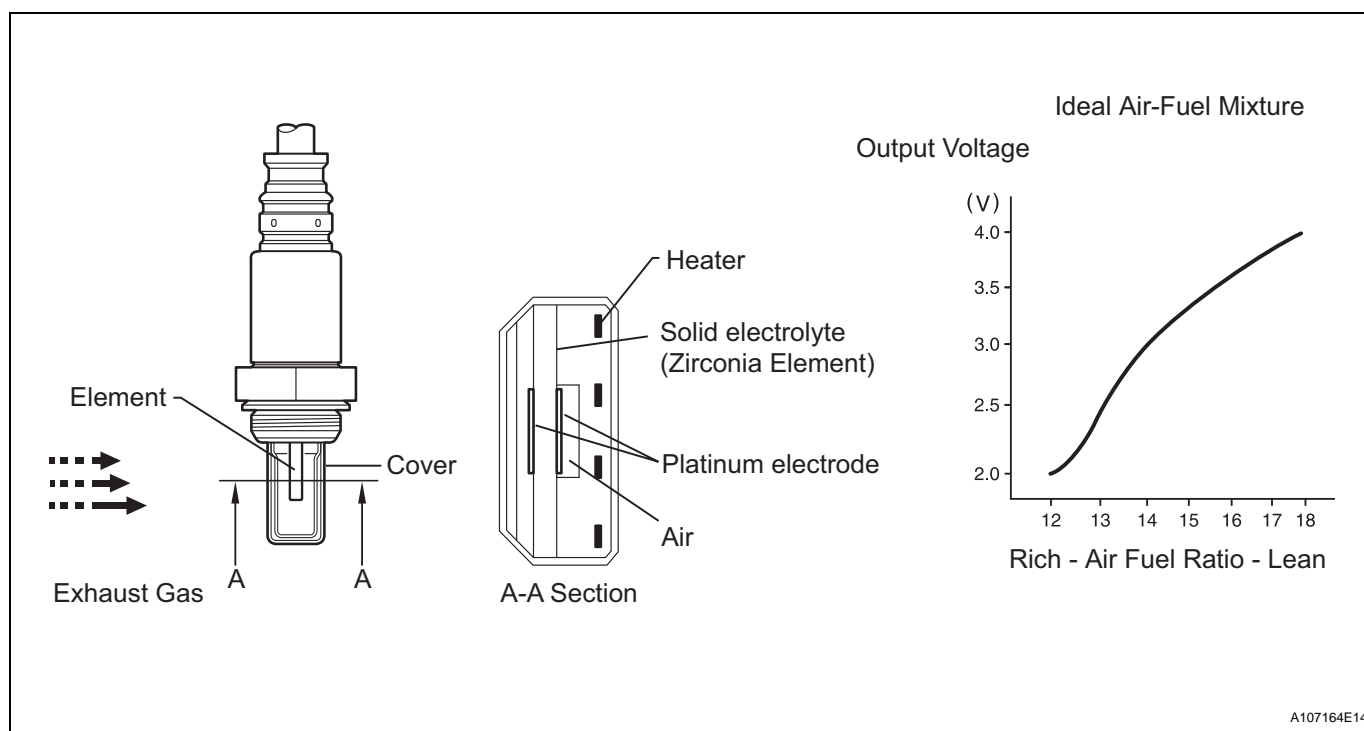 Ideal Air-Fuel Mixture
Output Voltage
(V)
4.0
3.5
3.0
2.5
2.0
12 13 14 15 16 17 18
Rich - Air Fuel Ratio - Lean
Heater
Solid electrolyte
(Zirconia Element)
Platinum electrode
Air
A-A Section
Element
Cover
A A
Exhaust Gas
0 0
A107164E14